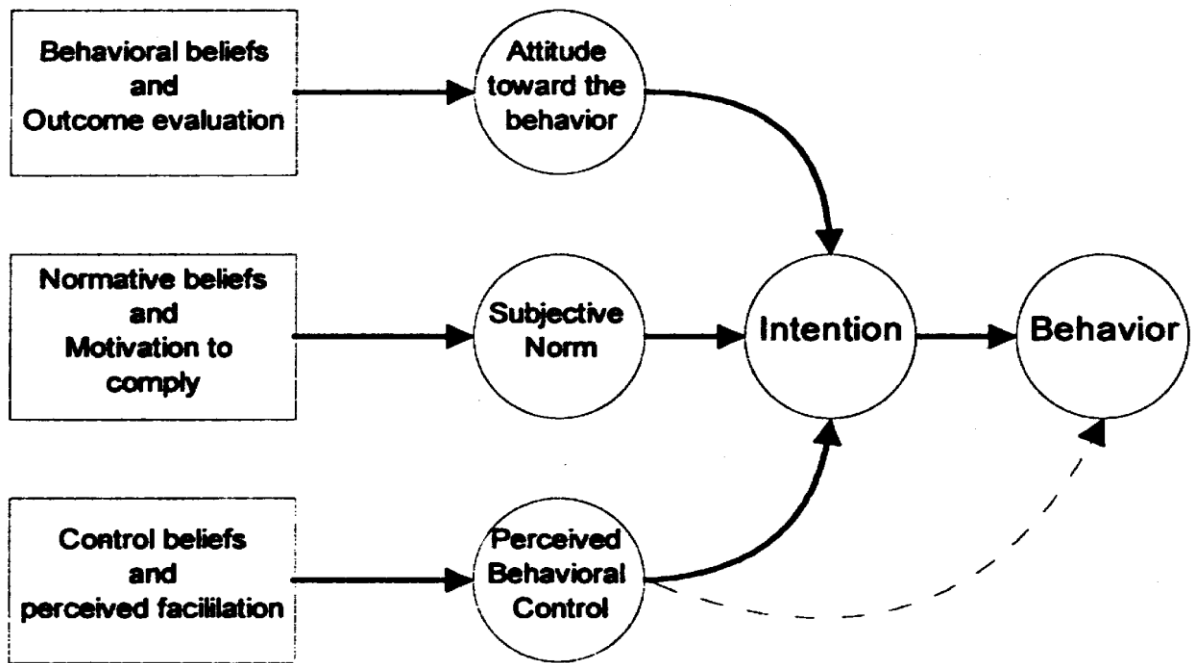 Behavioral beliefs
and
Outcome evaluation
Attitude
toward the
behavior
Normative beliefs
and
Motivation to
comply
Subjective
Norm
Intention
Behavior
Control beliefs
and
perceived facililation
Perceived
Behavioral
Control